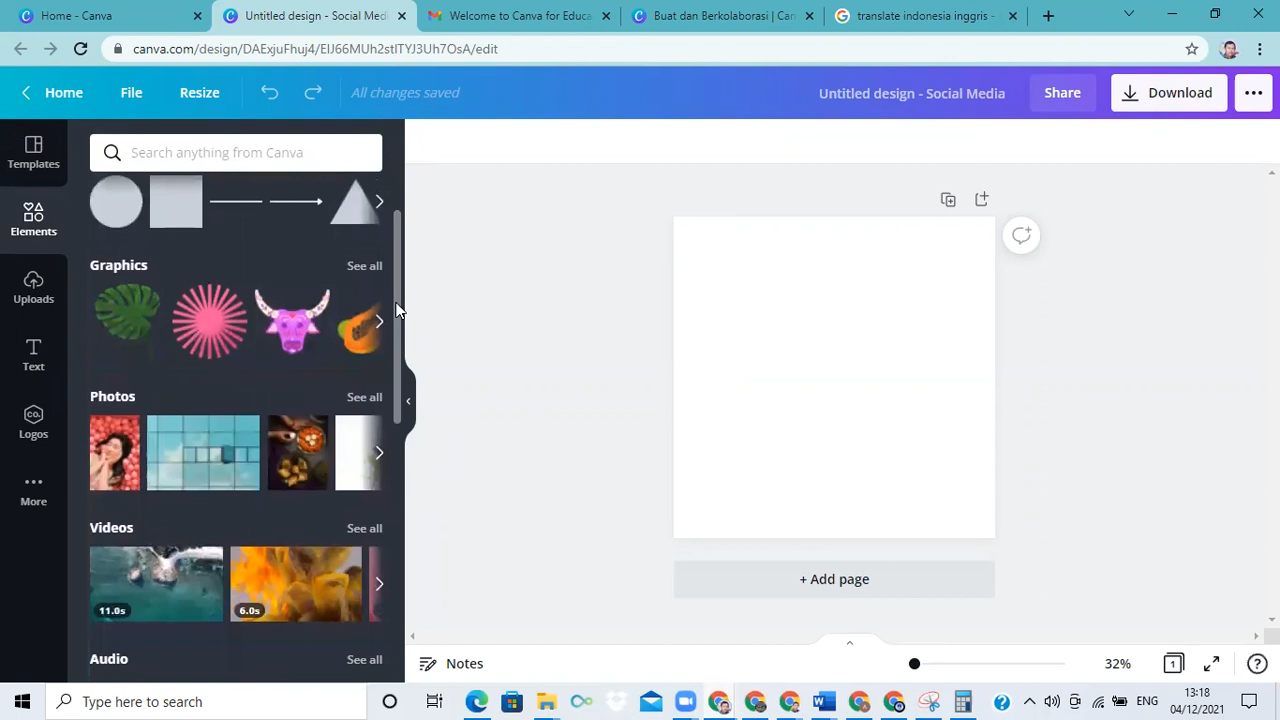 Home - Canva
Untitled design - Social Medi
Welcome to Canva for Educa
Buat dan Berkolaborasi | Can
translate indonesia inggris -
canva.com/design/DAExjuFhuj4/EIJ66MUh2stITYJ3Uh7OsA/edit
Home
File
Resize
All changes saved
Untitled design - Social Media
Share
Download
Templates
Elements
Uploads
Text
CO.
Logos
More
Search anything from Canva
Graphics
See all
Photos
See all
Videos
See all
11.0s
6.0s
Audio
See all
+ Add page
Notes
32%
1
Type here to search
ENG
13:18
04/12/2021